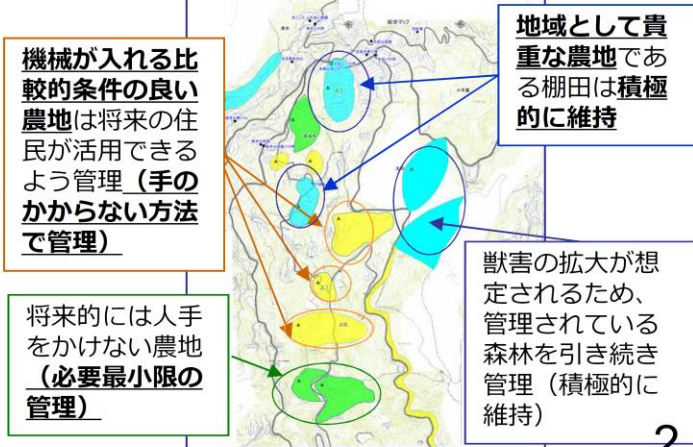 機械が入れる比
較的条件の良い
農地は将来の住
民が活用できる
よう管理（手の
かからない方法
で管理）
将来的には人手
をかけない農地
（必要最小限の
管理）
地域として貴
重な農地であ
る棚田は積極
的に維持
獣害の拡大が想
定されるため、
管理されている
森林を引き続き
管理（積極的に
維持）
2